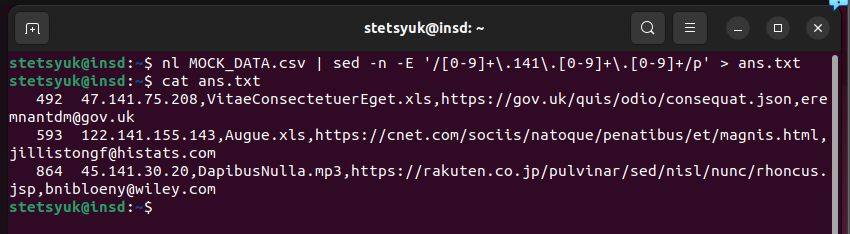 stetsyuk@insd: ~
stetsyuk@insd:~$ nl MOCK_DATA.csv | sed -n -E '/[0-9]+\.141\.[0-9]+\.[0-9]+/p' > ans.txt
stetsyuk@insd:~$ cat ans.txt
   492  47.141.75.208,VitaeConsectetuerEget.xls,https://gov.uk/quis/odio/consequat.json,ere
mnantdm@gov.uk
   593  122.141.155.143,Augue.xls,https://cnet.com/sociis/natoque/penatibus/et/magnis.html,
jillistongf@histats.com
   864  45.141.30.20,DapibusNulla.mp3,https://rakuten.co.jp/pulvinar/sed/nisl/nunc/rhoncus.
jsp,bnibloeny@wiley.com
stetsyuk@insd:~$